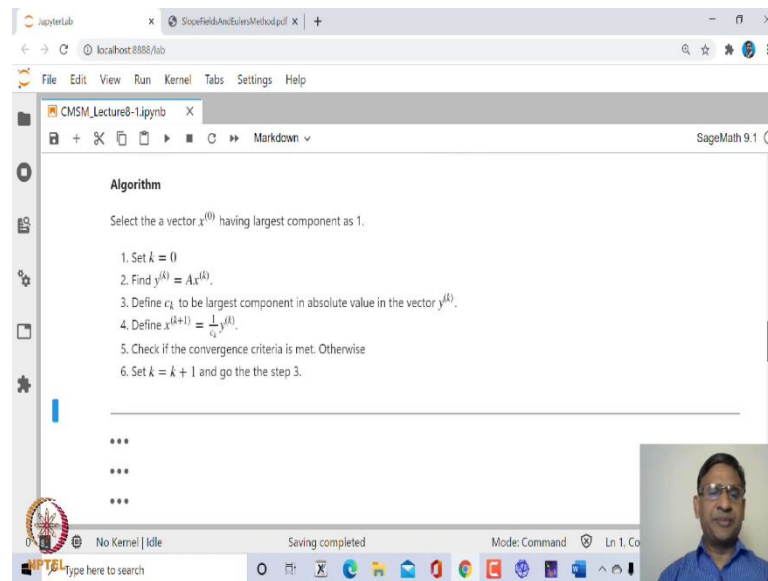 JupyterLab
SlopeFieldsAndEulersMethod.pdf
localhost:8888/lab
File Edit View Run Kernel Tabs Settings Help
CMSM_Lecture8-1.ipynb
Markdown
SageMath 9.1
Algorithm
Select the a vector x^(0) having largest component as 1.
1. Set k = 0
2. Find y^(k) = Ax^(k).
3. Define c_k to be largest component in absolute value in the vector y^(k).
4. Define x^(k+1) = 1/c_k y^(k).
5. Check if the convergence criteria is met. Otherwise
6. Set k = k + 1 and go the the step 3.
No Kernel | Idle Saving completed Mode: Command Ln 1, Co
NPTEL Type here to search